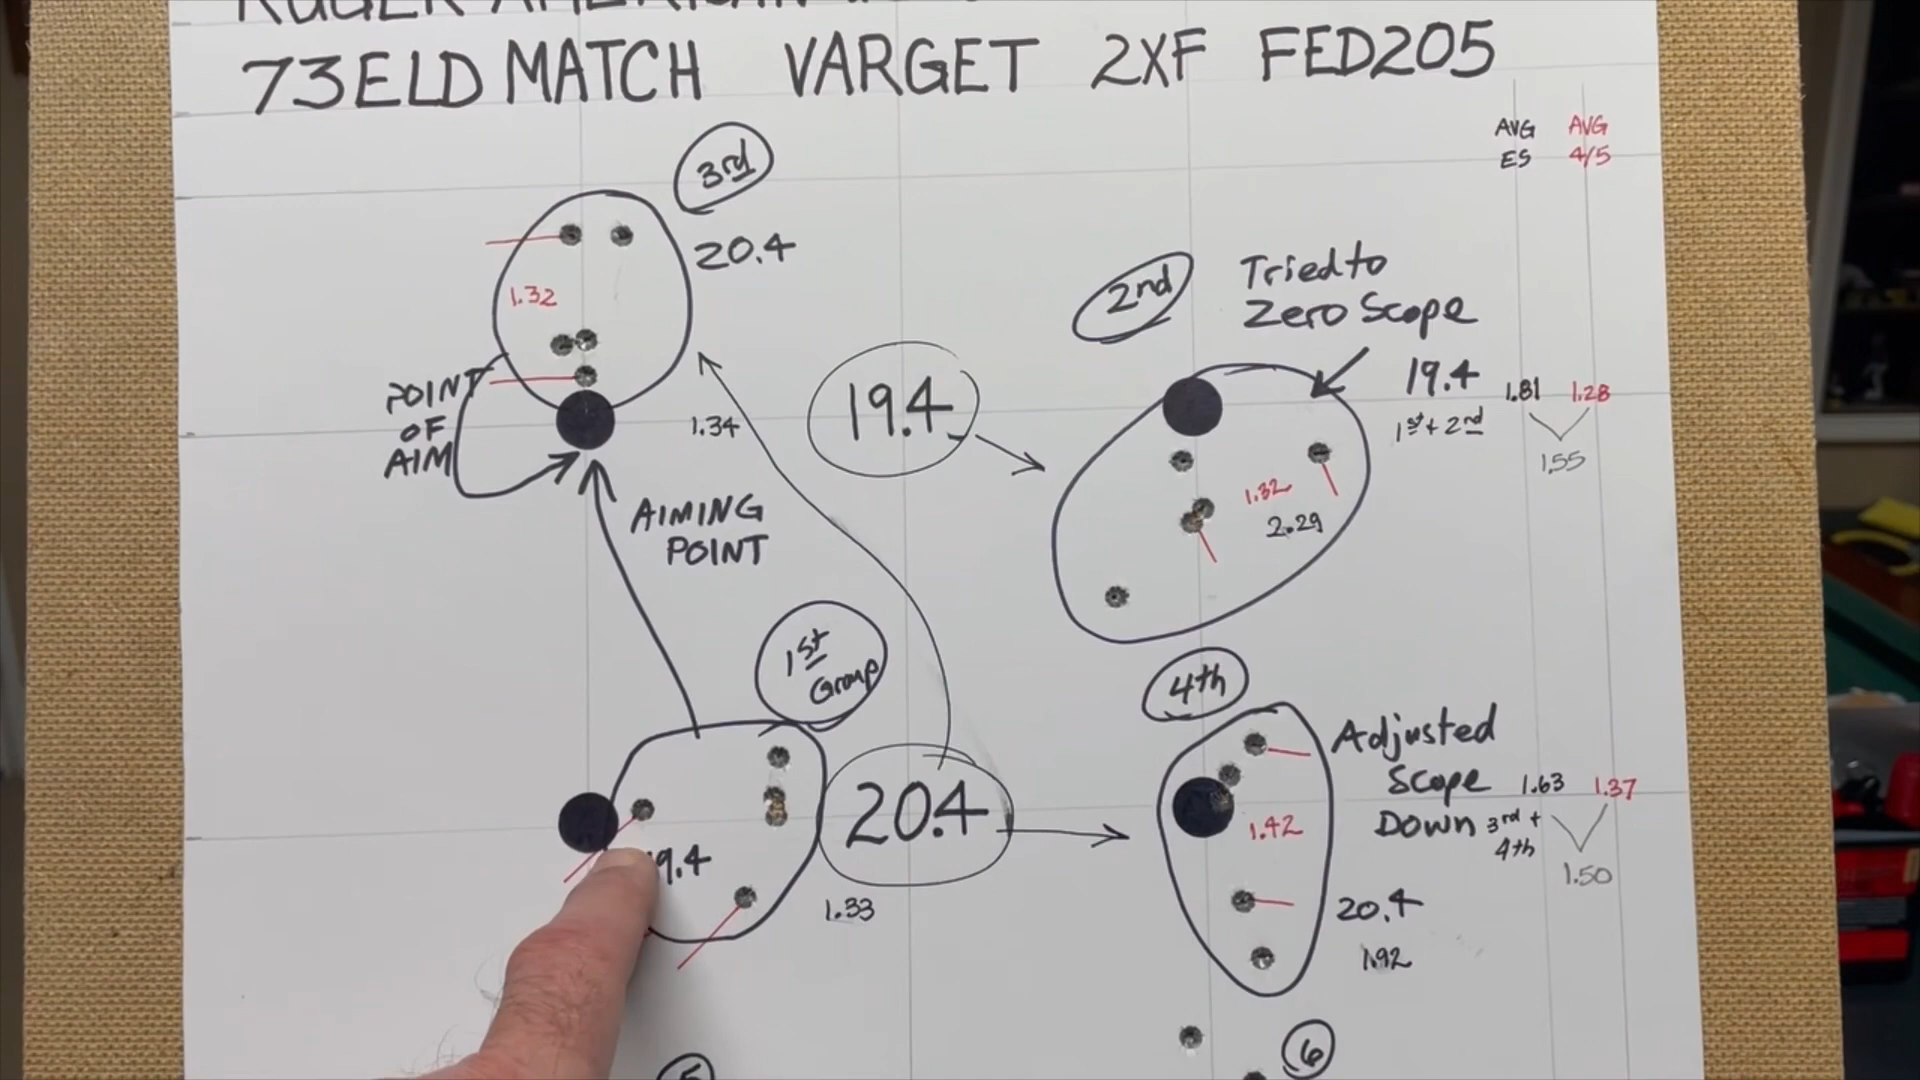 73ELD MATCH VARGET 2XF FED205
AVG AVG
ES 4/5
3rd
20.4
1.32
POINT
OF
AIM
1.34
AIMING
POINT
19.4
2nd
Tried to
Zero Scope
19.4
1st + 2nd
1.81 1.28
1.55
1.32
2.29
1st
Group
20.4
1.33
4th
Adjusted
Scope
Down
3rd +
4th
1.63 1.37
1.50
1.42
20.4
1.92
6